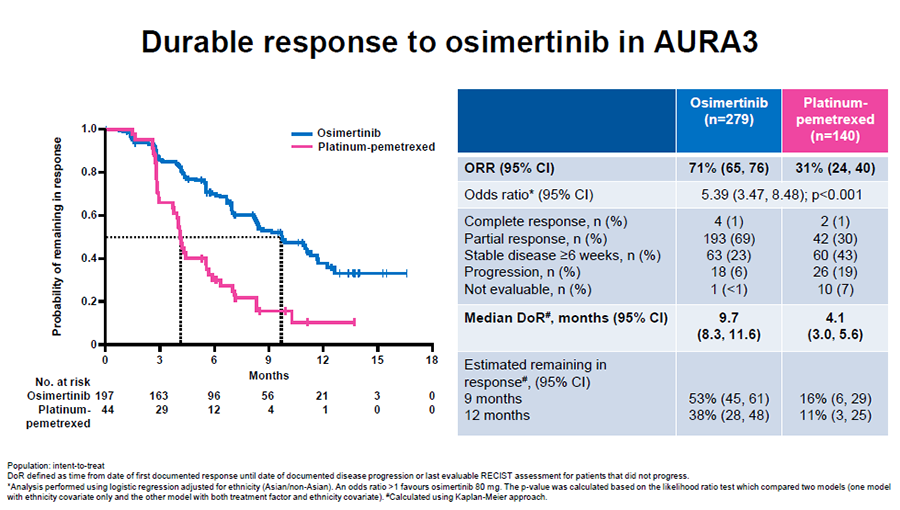 Durable response to osimertinib in AURA3
Probability of remaining in response
1.0
0.8
0.6
0.4
0.2
0
0 3 6 9 12 15 18
Months
Osimertinib
Platinum-pemetrexed
No. at risk
Osimertinib 197 163 96 56 21 3 0
Platinum- 44 29 12 4 1 0 0
pemetrexed
Osimertinib Platinum-
(n=279) pemetrexed
(n=140)
ORR (95% CI) 71% (65, 76) 31% (24, 40)
Odds ratio* (95% CI) 5.39 (3.47, 8.48); p<0.001
Complete response, n (%) 4 (1) 2 (1)
Partial response, n (%) 193 (69) 42 (30)
Stable disease ≥6 weeks, n (%) 63 (23) 60 (43)
Progression, n (%) 18 (6) 26 (19)
Not evaluable, n (%) 1 (<1) 10 (7)
Median DoR#, months (95% CI) 9.7 4.1
(8.3, 11.6) (3.0, 5.6)
Estimated remaining in
response#, (95% CI)
9 months 53% (45, 61) 16% (6, 29)
12 months 38% (28, 48) 11% (3, 25)
Population: intent-to-treat
DoR defined as time from date of first documented response until date of documented disease progression or last evaluable RECIST assessment for patients that did not progress.
*Analysis performed using logistic regression adjusted for ethnicity (Asian/non-Asian). An odds ratio >1 favours osimertinib 80 mg. The p-value was calculated based on the likelihood ratio test which compared two models (one model
with ethnicity covariate only and the other model with both treatment factor and ethnicity covariate). #Calculated using Kaplan-Meier approach.